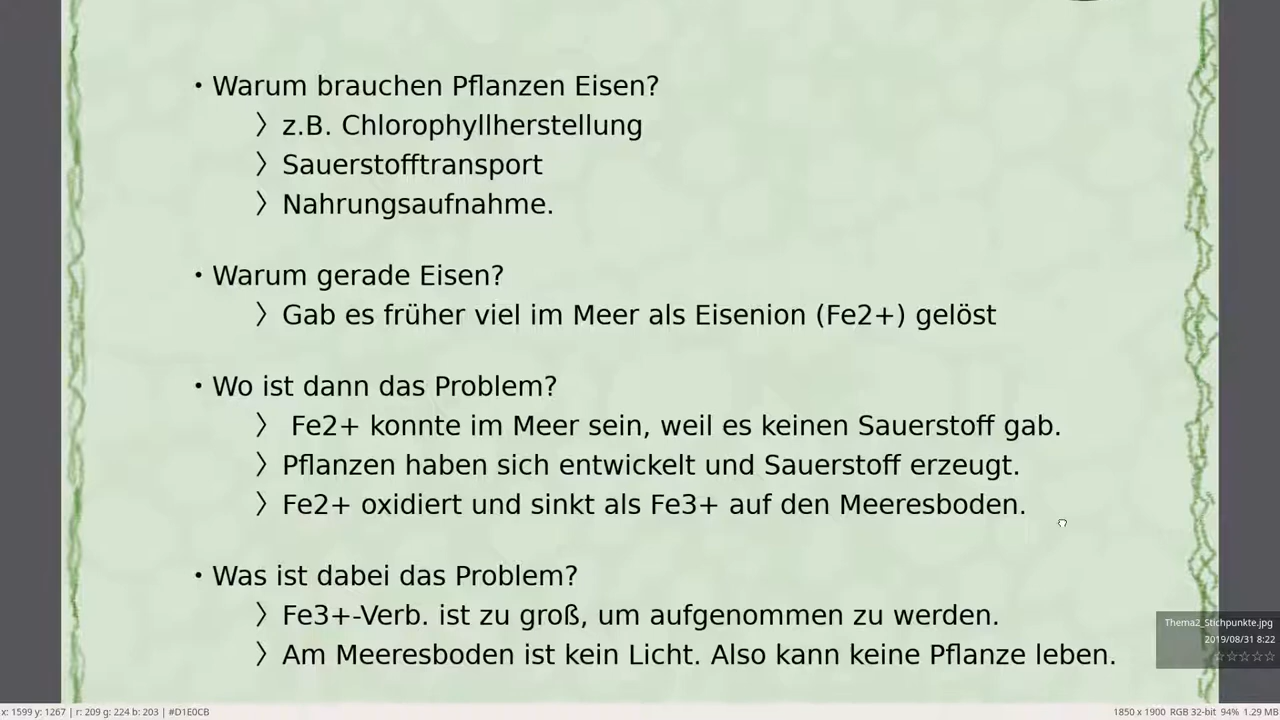 • Warum brauchen Pflanzen Eisen?
〉 z.B. Chlorophyllherstellung
〉 Sauerstofftransport
〉 Nahrungsaufnahme.
• Warum gerade Eisen?
〉 Gab es früher viel im Meer als Eisenion (Fe2+) gelöst
• Wo ist dann das Problem?
〉 Fe2+ konnte im Meer sein, weil es keinen Sauerstoff gab.
〉 Pflanzen haben sich entwickelt und Sauerstoff erzeugt.
〉 Fe2+ oxidiert und sinkt als Fe3+ auf den Meeresboden.
• Was ist dabei das Problem?
〉 Fe3+-Verb. ist zu groß, um aufgenommen zu werden.
〉 Am Meeresboden ist kein Licht. Also kann keine Pflanze leben.
Thema2_Stichpunkte.jpg
2019/08/31 8:22
☆☆☆☆☆
x: 1599 y: 1267 | r: 209 g: 224 b: 203 | #D1E0CB
1850 x 1900 RGB 32-bit 94% 1.29 MB